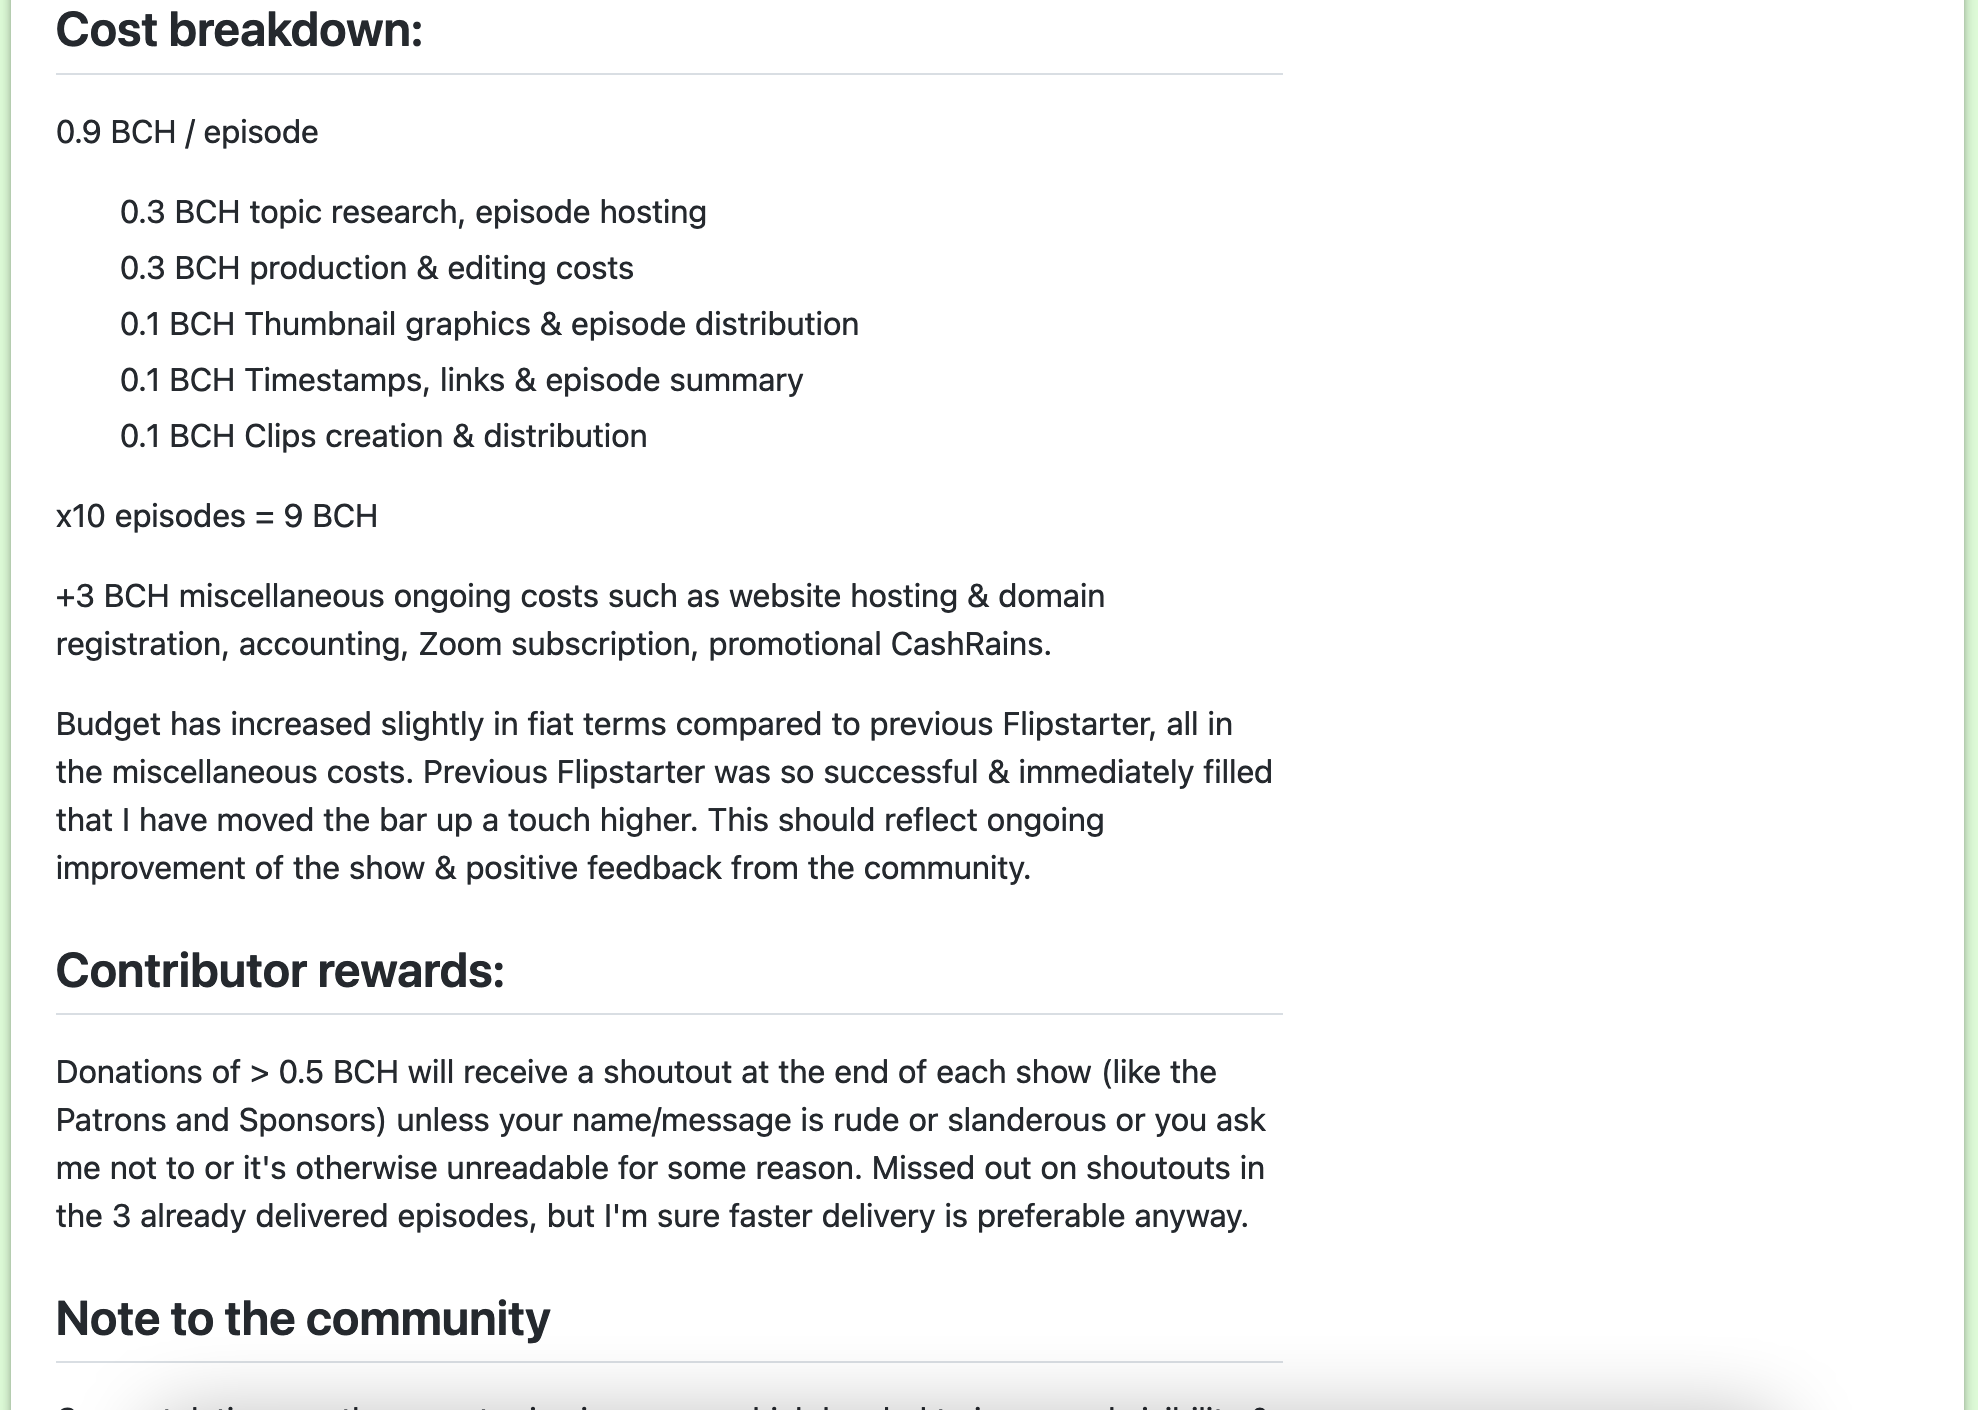 Cost breakdown:
0.9 BCH / episode
0.3 BCH topic research, episode hosting
0.3 BCH production & editing costs
0.1 BCH Thumbnail graphics & episode distribution
0.1 BCH Timestamps, links & episode summary
0.1 BCH Clips creation & distribution
x10 episodes = 9 BCH
+3 BCH miscellaneous ongoing costs such as website hosting & domain
registration, accounting, Zoom subscription, promotional CashRains.
Budget has increased slightly in fiat terms compared to previous Flipstarter, all in
the miscellaneous costs. Previous Flipstarter was so successful & immediately filled
that I have moved the bar up a touch higher. This should reflect ongoing
improvement of the show & positive feedback from the community.
Contributor rewards:
Donations of > 0.5 BCH will receive a shoutout at the end of each show (like the
Patrons and Sponsors) unless your name/message is rude or slanderous or you ask
me not to or it's otherwise unreadable for some reason. Missed out on shoutouts in
the 3 already delivered episodes, but I'm sure faster delivery is preferable anyway.
Note to the community